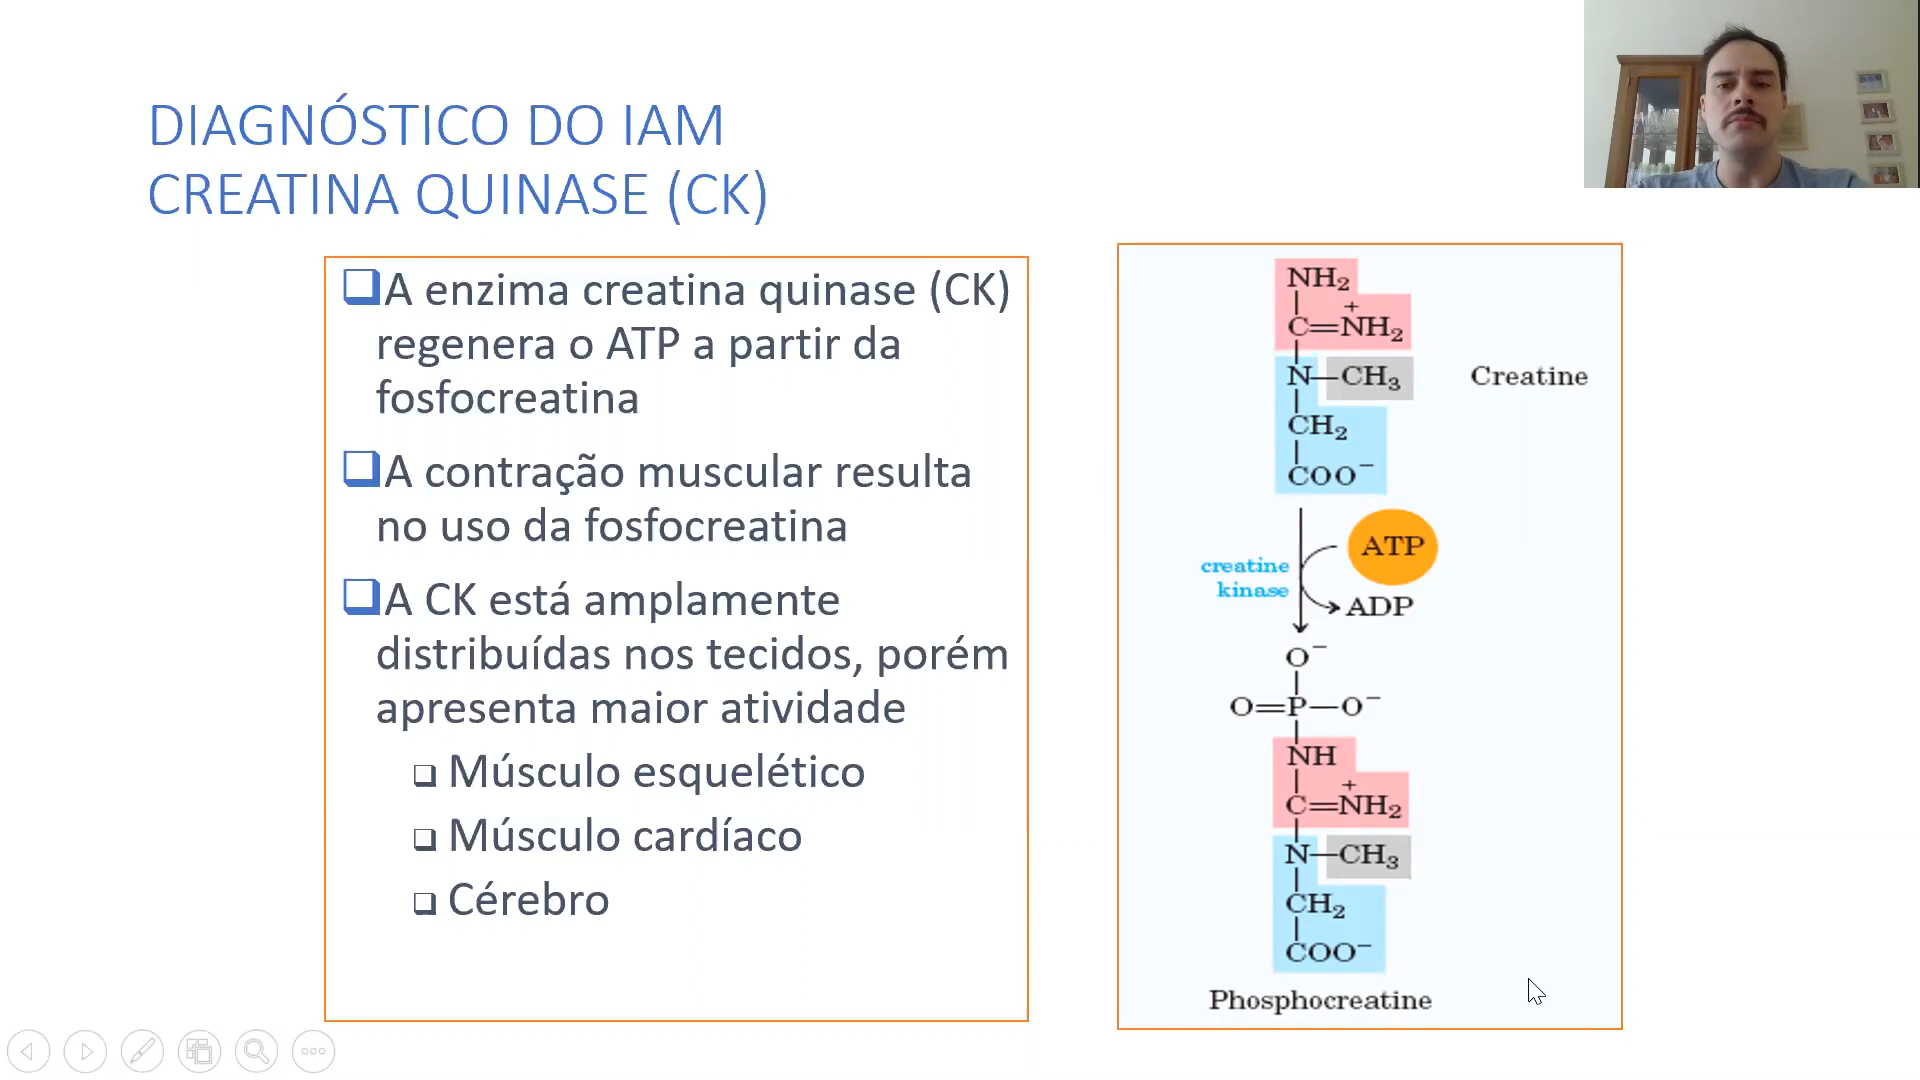 DIAGNÓSTICO DO IAM
CREATINA QUINASE (CK)
A enzima creatina quinase (CK)
regenera o ATP a partir da
fosfocreatina
A contração muscular resulta
no uso da fosfocreatina
A CK está amplamente
distribuídas nos tecidos, porém
apresenta maior atividade
Músculo esquelético
Músculo cardíaco
Cérebro
NH₂
C=N⁺H₂
N—CH₃
Creatine
CH₂
COO⁻
ATP
creatine
kinase
ADP
O⁻
O=P—O⁻
NH
C=N⁺H₂
N—CH₃
CH₂
COO⁻
Phosphocreatine